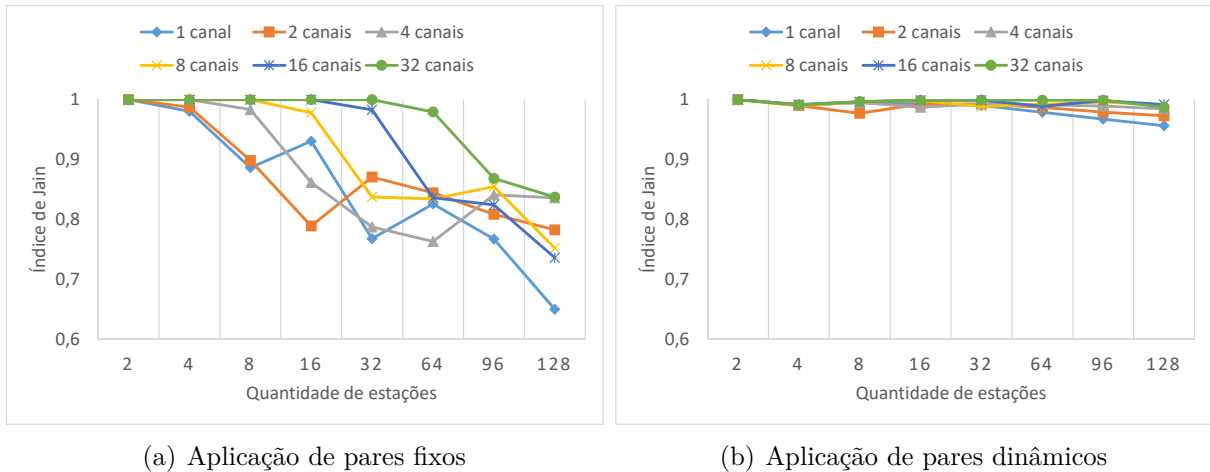 1 canal 2 canais 4 canais
8 canais 16 canais 32 canais
1
0,9
0,8
0,7
0,6
Índice de Jain
2 4 8 16 32 64 96 128
Quantidade de estações
(a) Aplicação de pares fixos
1 canal 2 canais 4 canais
8 canais 16 canais 32 canais
1
0,9
0,8
0,7
0,6
Índice de Jain
2 4 8 16 32 64 96 128
Quantidade de estações
(b) Aplicação de pares dinâmicos